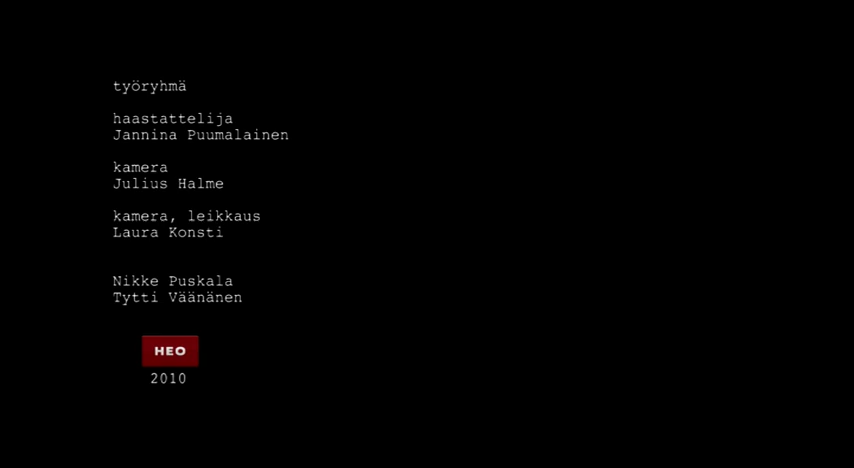 työryhmä
haastattelija
Jannina Puumalainen
kamera
Julius Halme
kamera, leikkaus
Laura Konsti
Nikke Puskala
Tytti Väänänen
HEO
2010